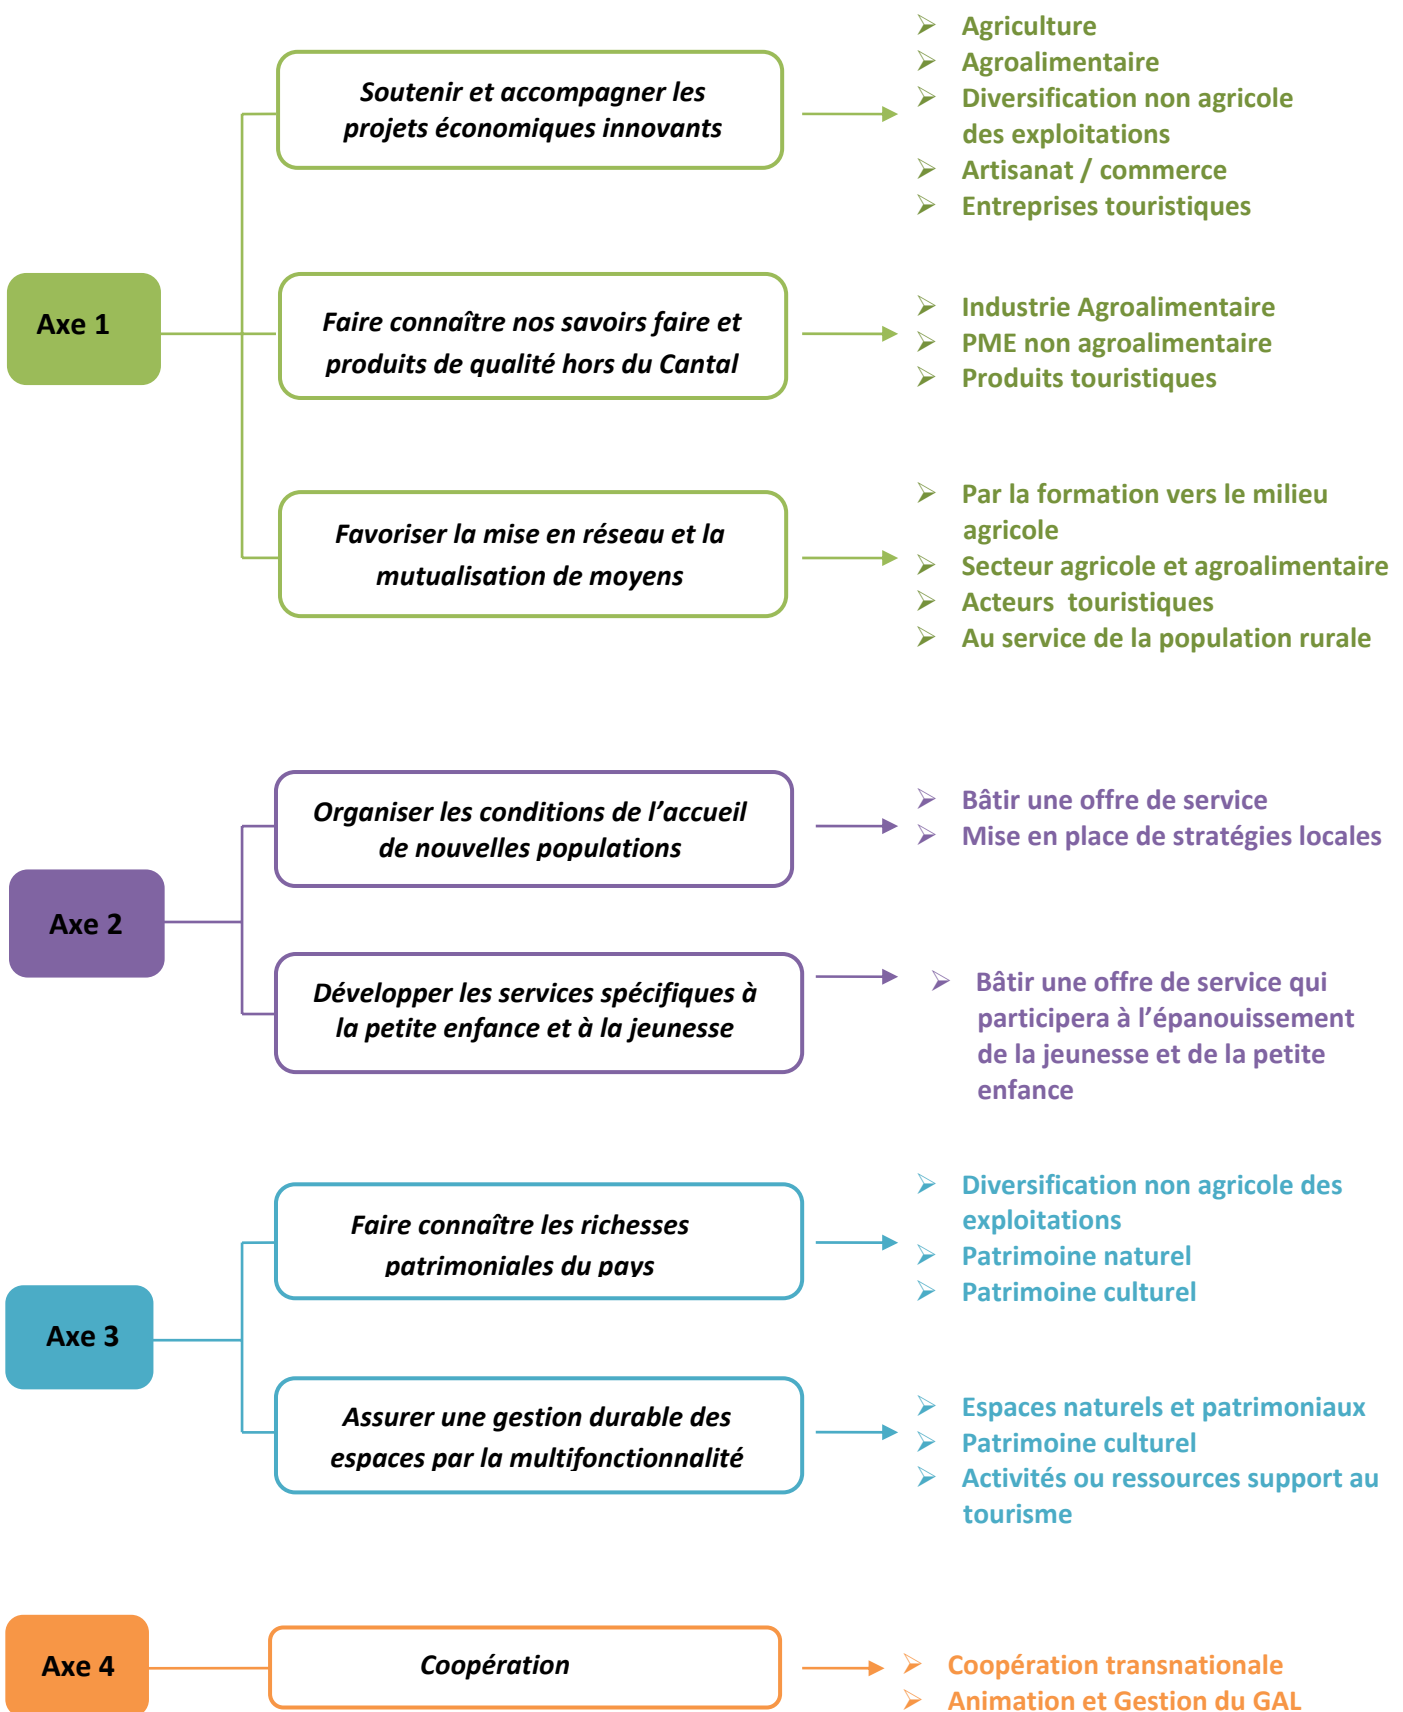 Axe 1
Soutenir et accompagner les
projets économiques innovants
➢ Agriculture
➢ Agroalimentaire
➢ Diversification non agricole
des exploitations
➢ Artisanat / commerce
➢ Entreprises touristiques
Faire connaître nos savoirs faire et
produits de qualité hors du Cantal
➢ Industrie Agroalimentaire
➢ PME non agroalimentaire
➢ Produits touristiques
Favoriser la mise en réseau et la
mutualisation de moyens
➢ Par la formation vers le milieu
agricole
➢ Secteur agricole et agroalimentaire
➢ Acteurs  touristiques
➢ Au service de la population rurale
Axe 2
Organiser les conditions de l’accueil
de nouvelles populations
➢ Bâtir une offre de service
➢ Mise en place de stratégies locales
Développer les services spécifiques à
la petite enfance et à la jeunesse
➢ Bâtir une offre de service qui
participera à l’épanouissement
de la jeunesse et de la petite
enfance
Axe 3
Faire connaître les richesses
patrimoniales du pays
➢ Diversification non agricole des
exploitations
➢ Patrimoine naturel
➢ Patrimoine culturel
Assurer une gestion durable des
espaces par la multifonctionnalité
➢ Espaces naturels et patrimoniaux
➢ Patrimoine culturel
➢ Activités ou ressources support au
tourisme
Axe 4
Coopération
➢ Coopération transnationale
➢ Animation et Gestion du GAL